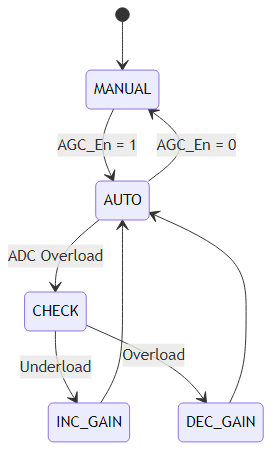 MANUAL
AGC_En = 1
AGC_En = 0
AUTO
ADC Overload
CHECK
Underload
Overload
INC_GAIN
DEC_GAIN